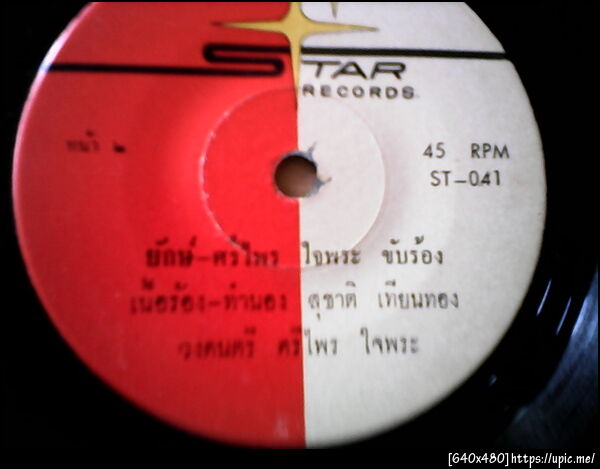 STAR
RECORDS
หน้า ๒
45 RPM
ST-041
ยักษ์-ศรีไพร ใจพระ ขับร้อง
เนื้อร้อง-ทำนอง สุชาติ เทียนทอง
วงดนตรี ศรีไพร ใจพระ
[640x480]https://upic.me/